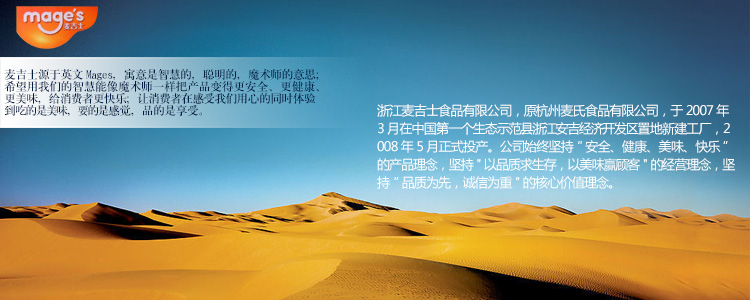 mage's
麦吉士
麦吉士源于英文Mages，寓意是智慧的，聪明的，魔术师的意思；
希望用我们的智慧能像魔术师一样把产品变得更安全、更健康、
更美味，给消费者更快乐；让消费者在感受我们用心的同时体验
到吃的是美味，要的是感觉，品的是享受。
浙江麦吉士食品有限公司，原杭州麦氏食品有限公司，于2007年
3月在中国第一个生态示范县浙江安吉经济开发区置地新建工厂，2
008年5月正式投产。公司始终坚持"安全、健康、美味、快乐"
的产品理念，坚持"以品质求生存，以美味赢顾客"的经营理念，坚
持"品质为先，诚信为重"的核心价值理念。